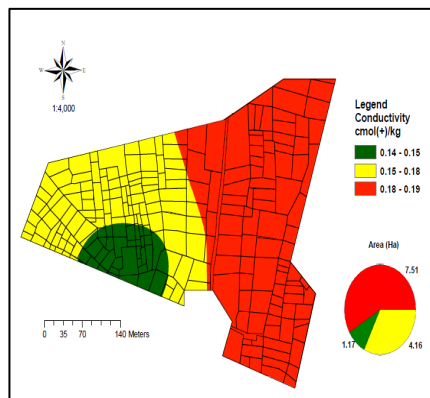 N
W
E
S
1:4,000
Legend
Conductivity
cmol(+)/kg
0.14 - 0.15
0.15 - 0.18
0.18 - 0.19
Area (Ha)
7.51
1.17
4.16
0 35 70 140 Meters